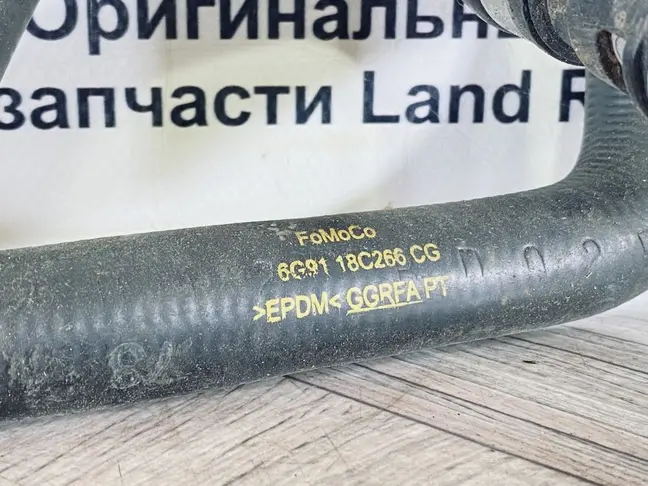 Оригинальны
запчасти Land R
FoMoCo
6G91 18C266 CG
>EPDM< GGRFA PT